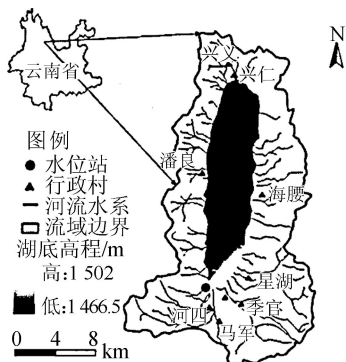 云南省
兴义
兴仁
N
图例
水位站
行政村
河流水系
流域边界
湖底高程/m
高:1 502
低:1 466.5
0 4 8
km
潘良
海腰
星湖
季官
马军
河四